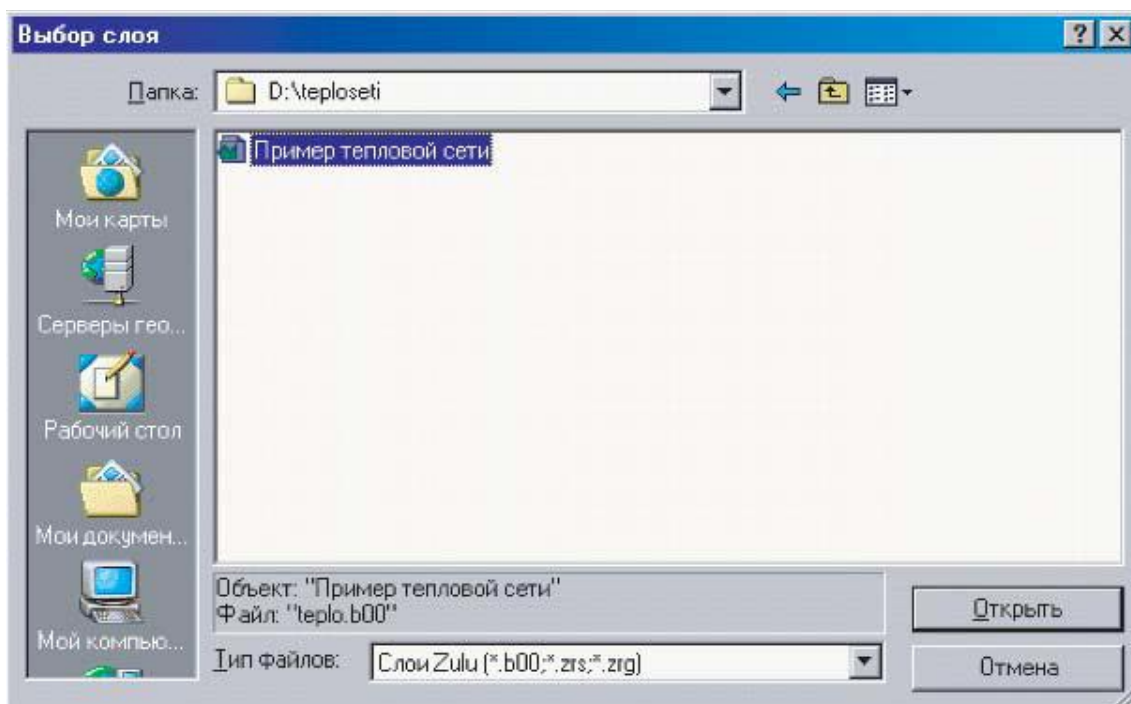 Выбор слоя
Папка: D:\teploseti
Пример тепловой сети
Мои карты
Серверы гео...
Рабочий стол
Мои докумен...
Мой компью...
Объект: "Пример тепловой сети"
Файл: "teplo.b00"
Тип файлов: Слои Zulu (*.b00;*.zrs;*.zrg)
Открыть
Отмена